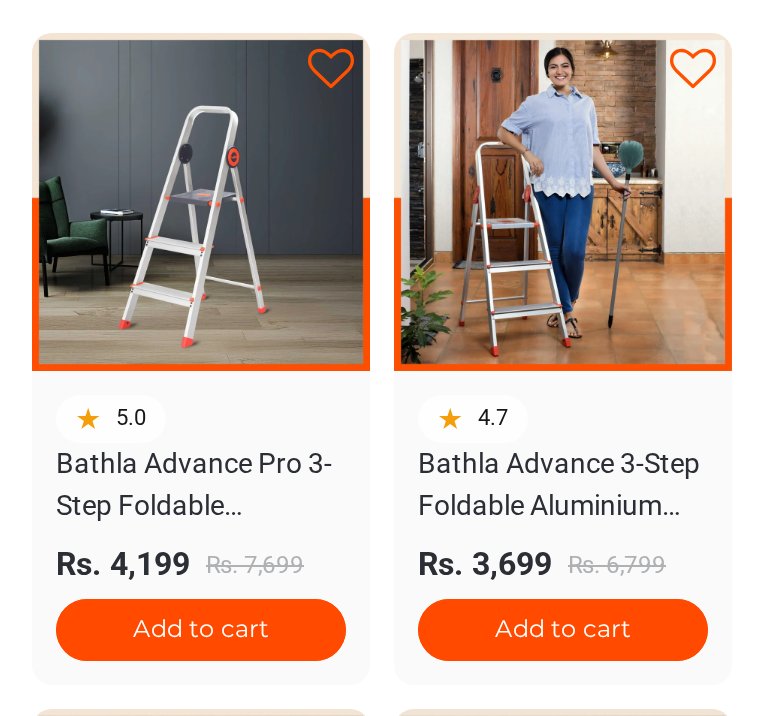 5.0
Bathla Advance Pro 3-
Step Foldable...
Rs. 4,199 Rs. 7,699
Add to cart
4.7
Bathla Advance 3-Step
Foldable Aluminium...
Rs. 3,699 Rs. 6,799
Add to cart